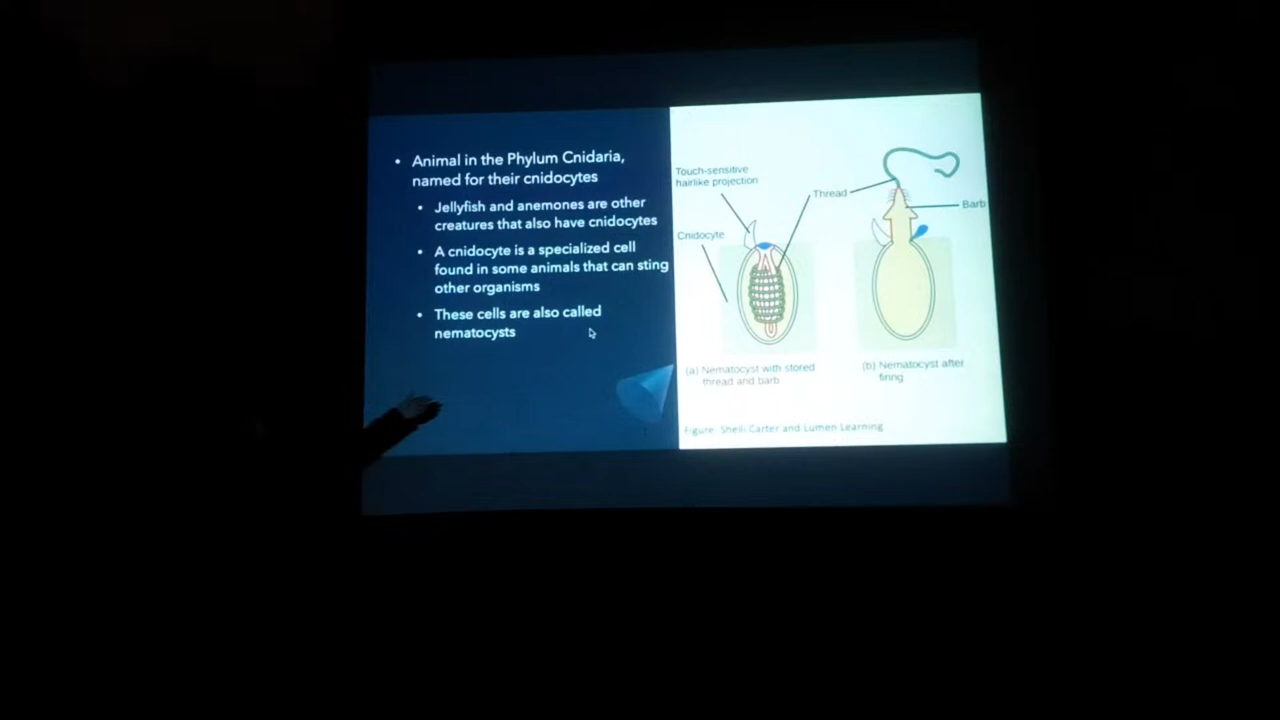 • Animal in the Phylum Cnidaria,
named for their cnidocytes
• Jellyfish and anemones are other
creatures that also have cnidocytes
• A cnidocyte is a specialized cell
found in some animals that can sting
other organisms
• These cells are also called
nematocysts
Touch-sensitive
hairlike projection
Thread
Barb
Cnidocyte
(a) Nematocyst with stored
thread and barb
(b) Nematocyst after
firing
Figure: Shelli Carter and Lumen Learning